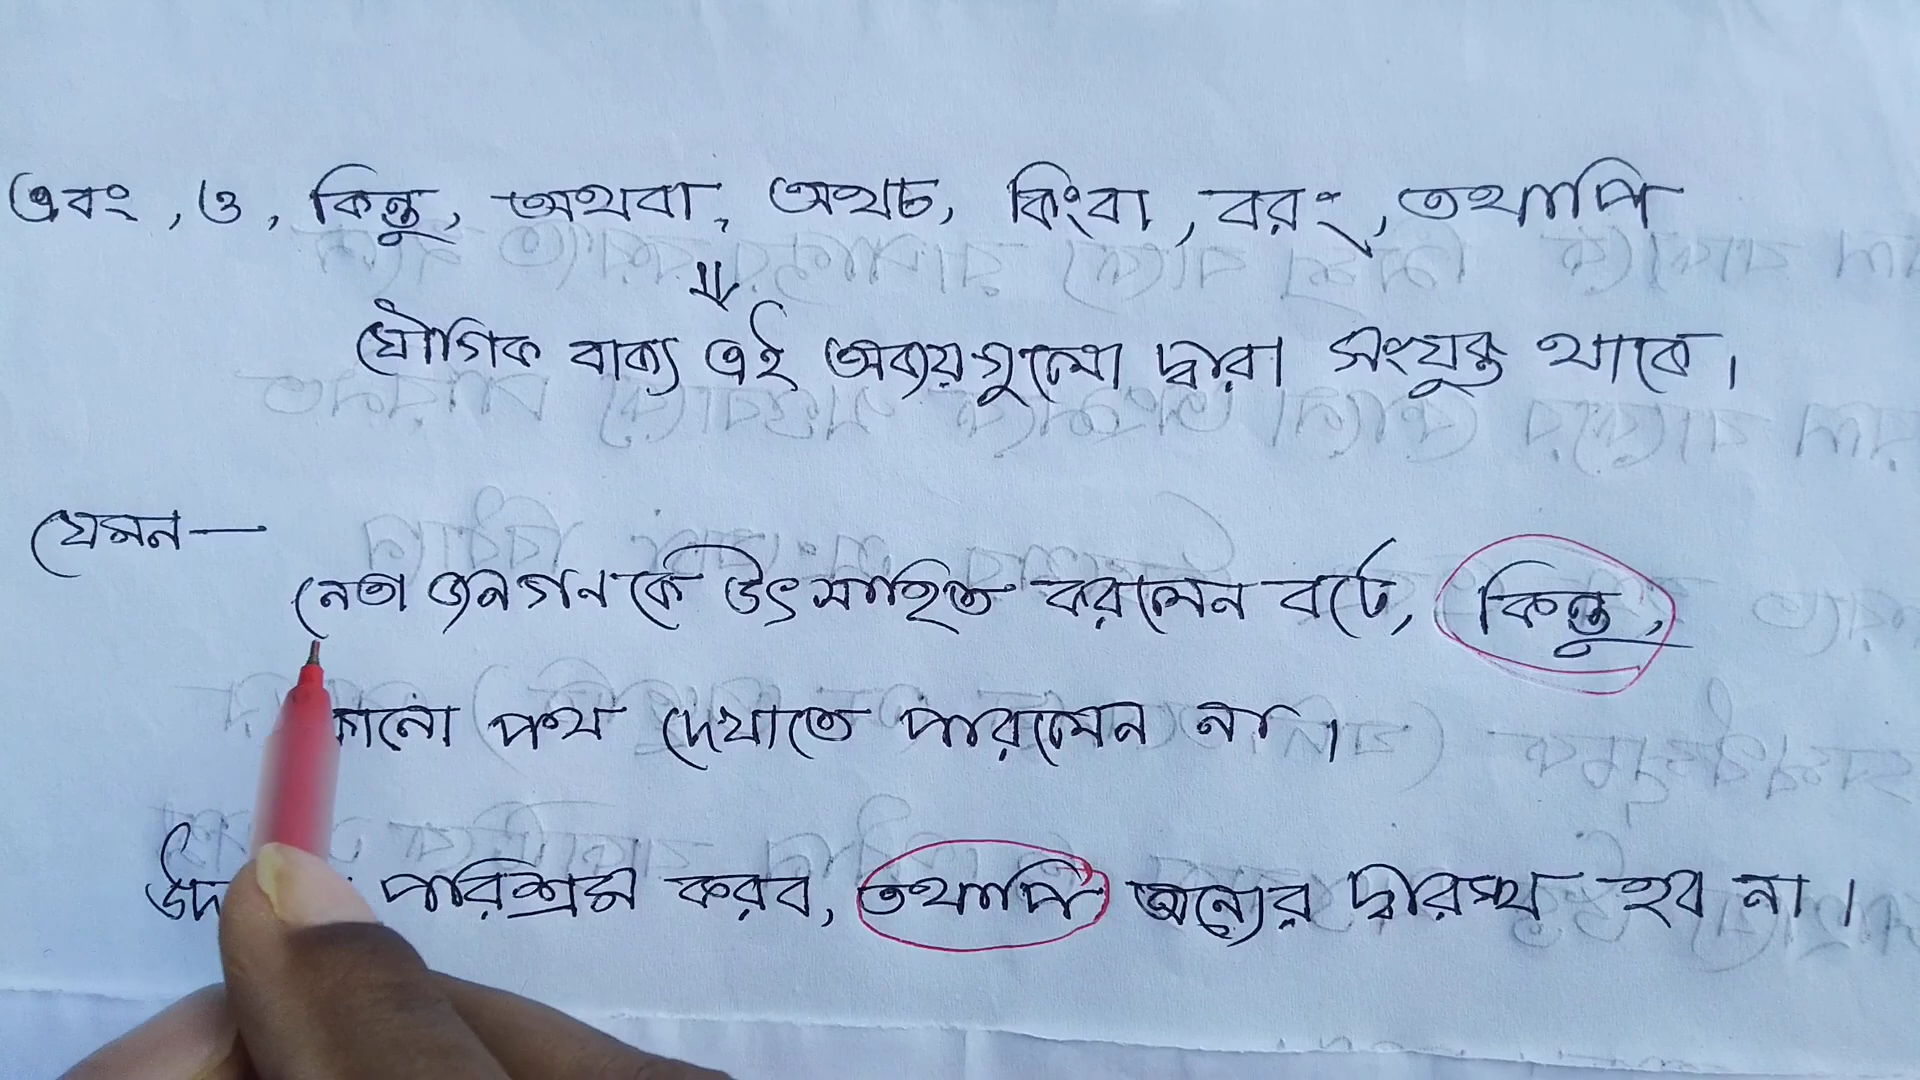 এবং, ও, কিন্তু, অথবা, অথচ, কিংবা, বরং, তথাপি
যৌগিক বাক্য এই অব্যয়গুলো দ্বারা সংযুক্ত থাকে।
যেমন—
নেতা জনগনকে উৎসাহিত করলেন বটে, কিন্তু,
পথ দেখাতে পারলেন না।
পরিশ্রম করব, তথাপি অন্যের দ্বারস্থ হব না।